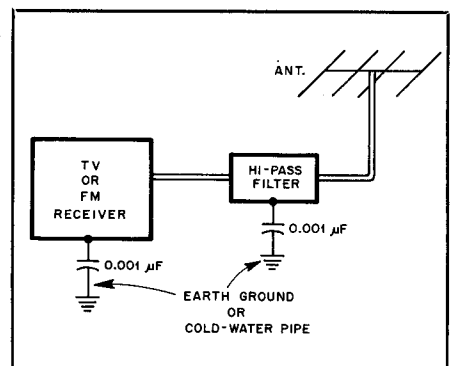 ANT.
TV
OR
FM
RECEIVER
HI-PASS
FILTER
0.001 µF
0.001 µF
EARTH GROUND
OR
COLD-WATER PIPE